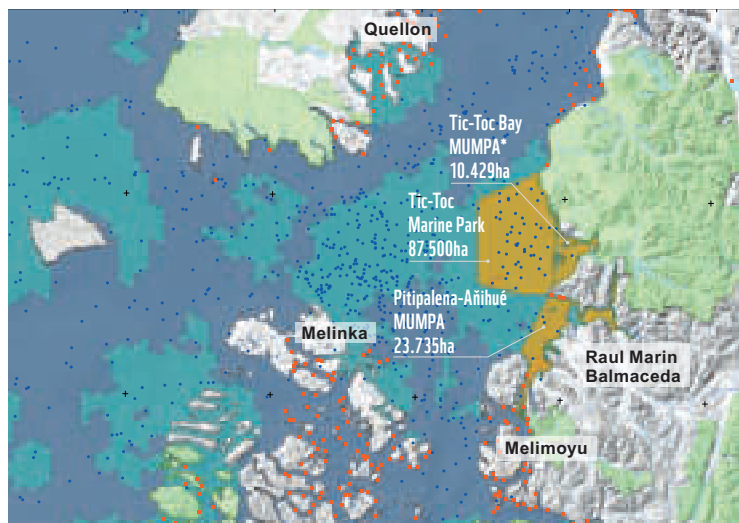 Quellon
Tic-Toc Bay
MUMPA*
10.429ha
Tic-Toc
Marine Park
87.500ha
Pitipalena-Añihué
MUMPA
23.735ha
Melinka
Raul Marin
Balmaceda
Melimoyu